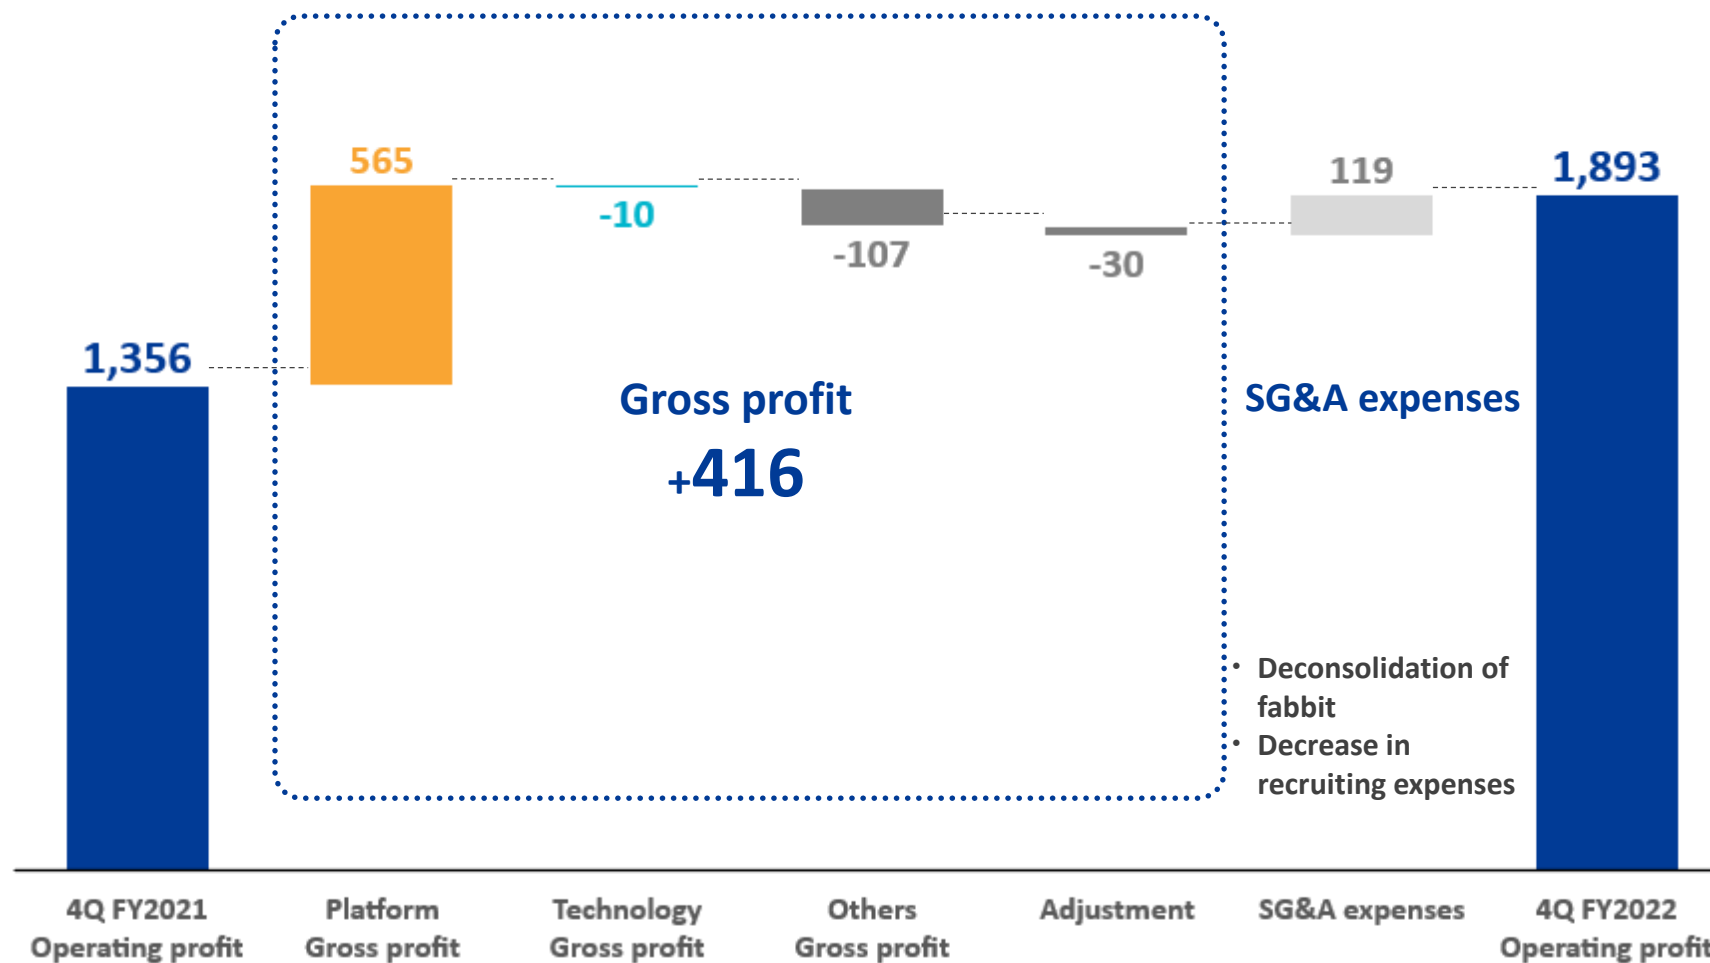 565
-10
-107
-30
119
1,893
1,356
Gross profit
+416
SG&A expenses
• Deconsolidation of
fabbit
• Decrease in
recruiting expenses
4Q FY2021
Operating profit
Platform
Gross profit
Technology
Gross profit
Others
Gross profit
Adjustment
SG&A expenses
4Q FY2022
Operating profit